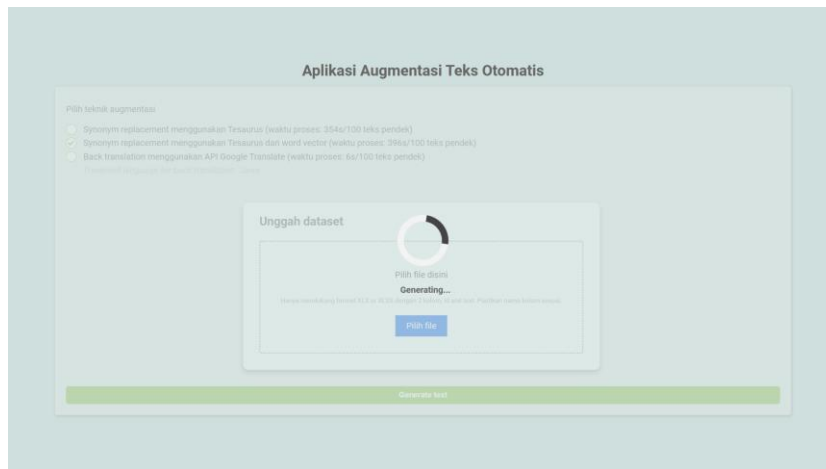 Aplikasi Augmentasi Teks Otomatis
Pilih teknik augmentasi
Synonym replacement menggunakan Tesaurus (waktu proses: 354s/100 teks pendek)
Synonym replacement menggunakan Tesaurus dan word vector (waktu proses: 396s/100 teks pendek)
Back translation menggunakan API Google Translate (waktu proses: 6s/100 teks pendek)
Unggah dataset
Pilih file disini
Generating...
Pilih file
Generate text